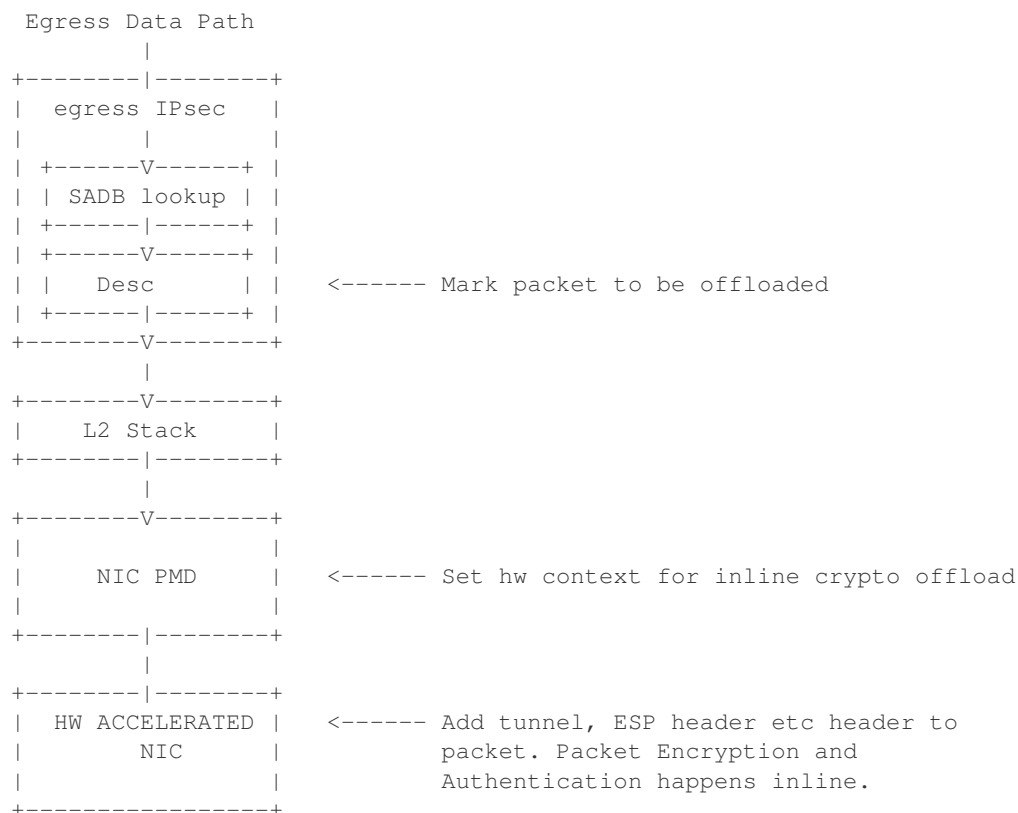 Egress Data Path
         |
+--------|--------+
|  egress IPsec   |
|        |        |
| +------V------+ |
| | SADB lookup | |
| +------|------+ |
| +------V------+ |
| |   Desc      | |   <------ Mark packet to be offloaded
| +------|------+ |
+--------V--------+
         |
+--------V--------+
|    L2 Stack     |
+--------|--------+
         |
+--------V--------+
|                 |
|     NIC PMD     |   <------ Set hw context for inline crypto offload
|                 |
+--------|--------+
         |
+--------|--------+
|  HW ACCELERATED |   <------ Add tunnel, ESP header etc header to
|       NIC       |           packet. Packet Encryption and
|                 |           Authentication happens inline.
+-----------------+